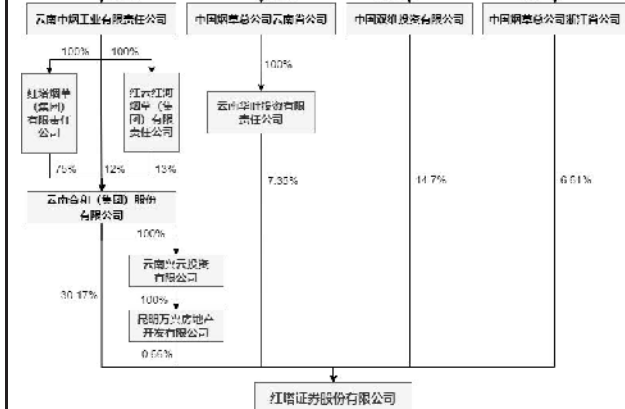 云南中烟工业有限责任公司
中国烟草总公司云南省公司
中国双维投资有限公司
中国烟草总公司浙江省公司
100%
100%
100%
红塔烟草
(集团)
有限责任
公司
红云红河
烟草(集
团)有限
责任公司
云南华叶投资有限
责任公司
75%
12%
13%
7.35%
14.7%
云南合和(集团)股份
有限公司
100%
云南兴云投资
有限公司
30.17%
100%
昆明万兴房地产
开发有限公司
红塔证券股份有限公司